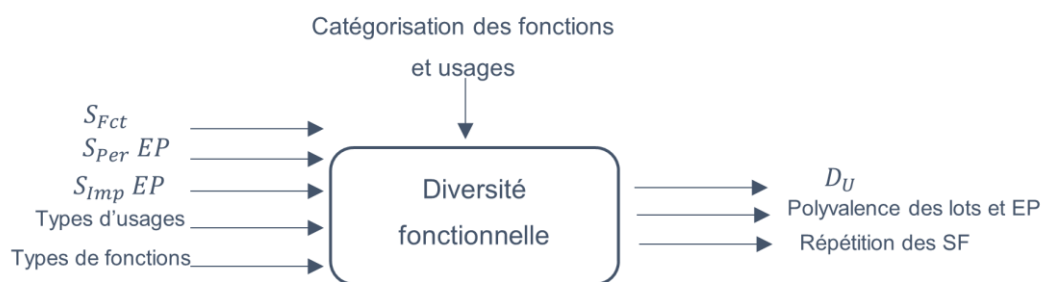 Catégorisation des fonctions
et usages
S_Fct
S_Per EP
S_Imp EP
Types d’usages
Types de fonctions
Diversité
fonctionnelle
D_U
Polyvalence des lots et EP
Répétition des SF